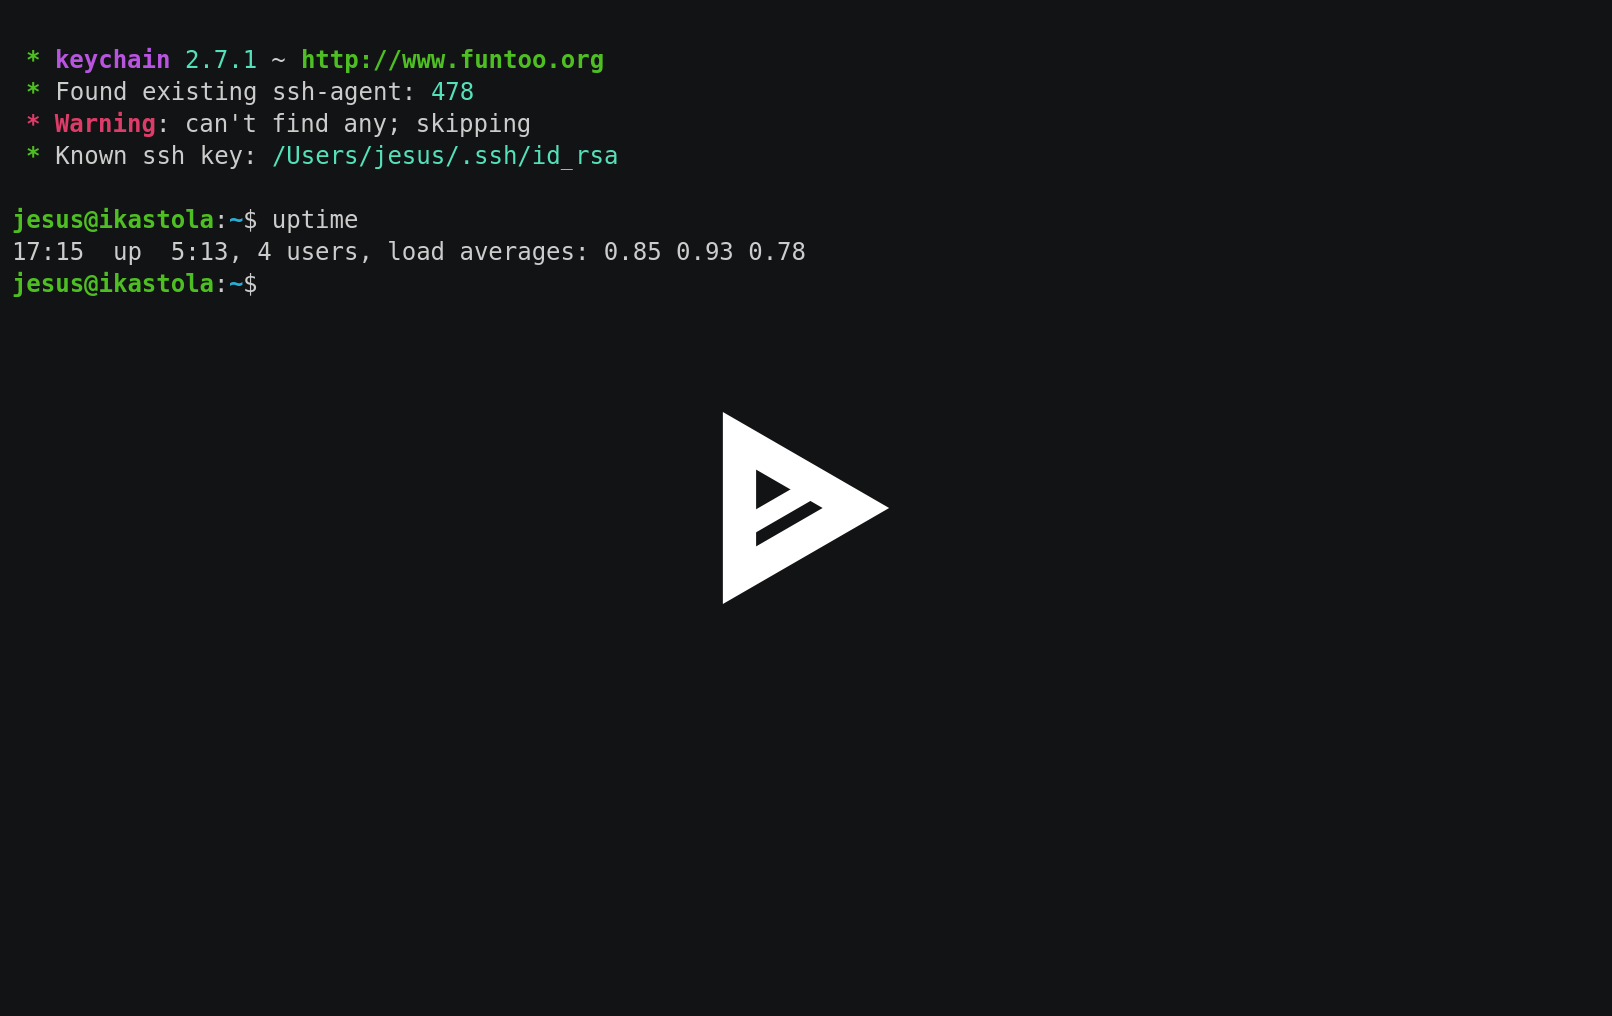 * keychain 2.7.1 ~ http://www.funtoo.org
* Found existing ssh-agent: 478
* Warning: can't find any; skipping
* Known ssh key: /Users/jesus/.ssh/id_rsa
jesus@ikastola:~$ uptime
17:15  up  5:13, 4 users, load averages: 0.85 0.93 0.78
jesus@ikastola:~$